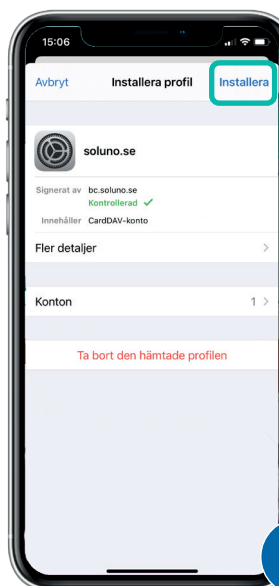 15:06
Avbryt Installera profil Installera
soluno.se
Signerat av bc.soluno.se
Kontrollerad ✓
Innehåller CardDAV-konto
Fler detaljer
Konton 1
Ta bort den hämtade profilen